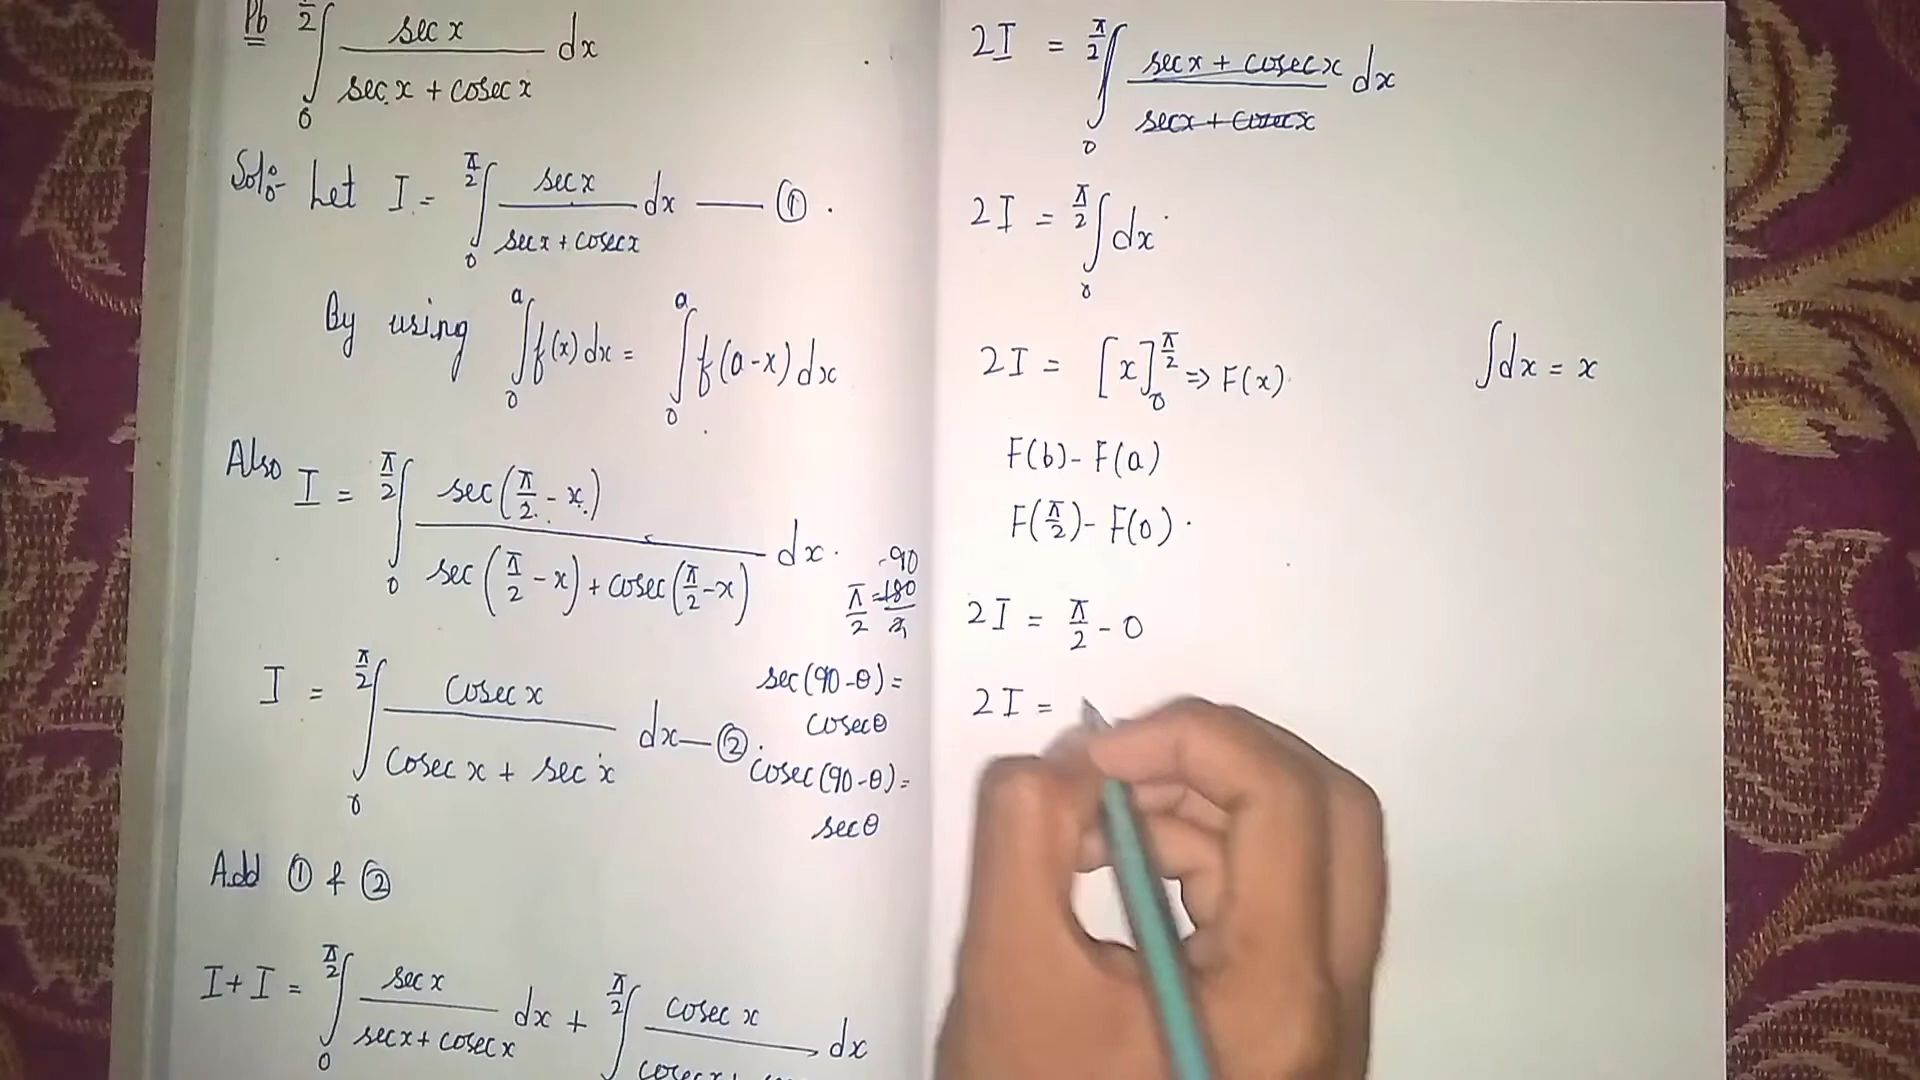 Pb π/2 ∫ 0 sec x / sec x + cosec x dx
Sol:- Let I = π/2 ∫ 0 sec x / sec x + cosec x dx — ① .
By using a ∫ 0 f(x) dx = a ∫ 0 f(a-x) dx
Also I = π/2 ∫ 0 sec(π/2 - x) / sec(π/2 - x) + cosec(π/2 - x) dx.
π/2 = 180/2 90
I = π/2 ∫ 0 cosec x / cosec x + sec x dx — ② .
sec(90-θ) =
cosecθ
cosec(90-θ) =
secθ
Add ① & ②
I + I = π/2 ∫ 0 sec x / sec x + cosec x dx + π/2 ∫ cosec x / dx
2I = π/2 ∫ 0 sec x + cosec x / sec x + cosec x dx
2I = π/2 ∫ 0 dx
2I = [x] π/2 0 ⇒ F(x)
∫dx = x
F(b) - F(a)
F(π/2) - F(0) .
2I = π/2 - 0
2I =